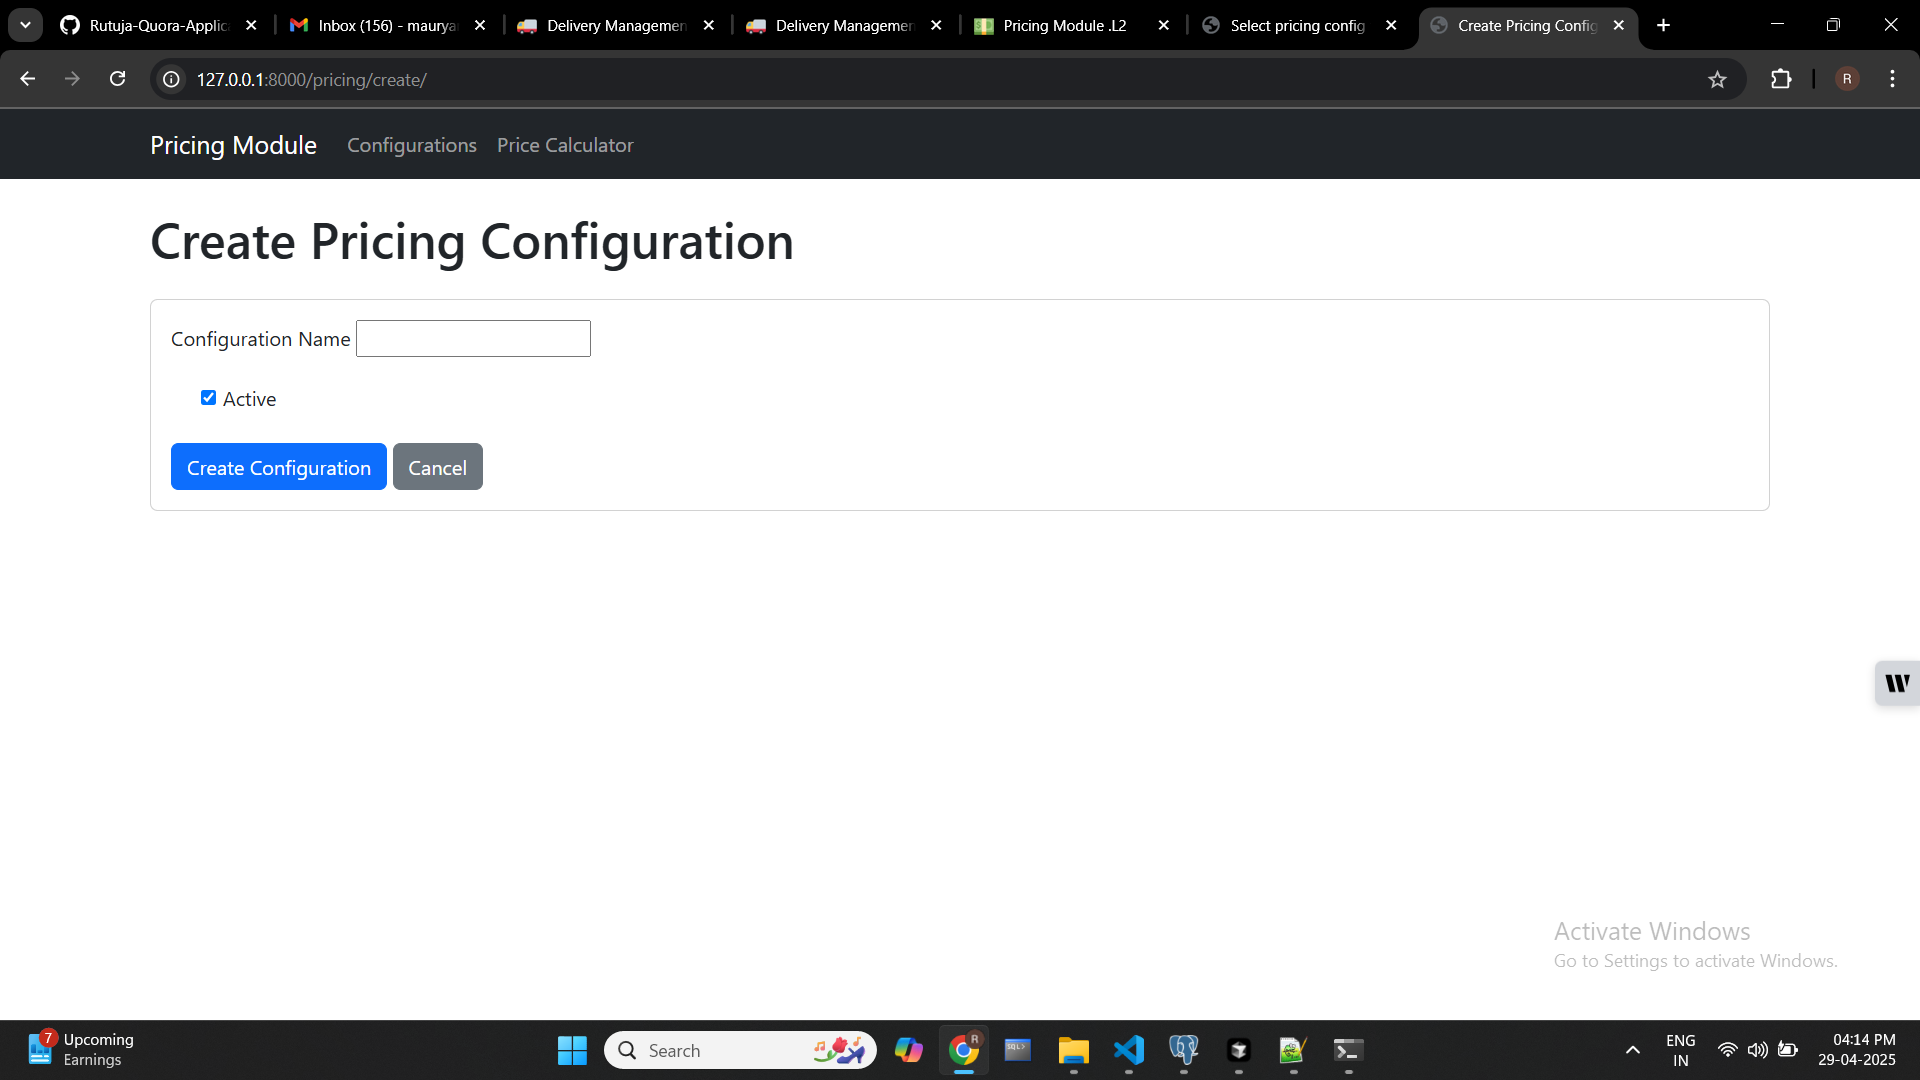 Rutuja-Quora-Applic
Inbox (156) - maurya
Delivery Managemen
Delivery Managemen
Pricing Module .L2
Select pricing config
Create Pricing Config
127.0.0.1:8000/pricing/create/
R
Pricing Module
Configurations
Price Calculator
Create Pricing Configuration
Configuration Name
Active
Create Configuration
Cancel
W
Activate Windows
Go to Settings to activate Windows.
7
Upcoming
Earnings
Search
R
SQL>
ENG
IN
04:14 PM
29-04-2025